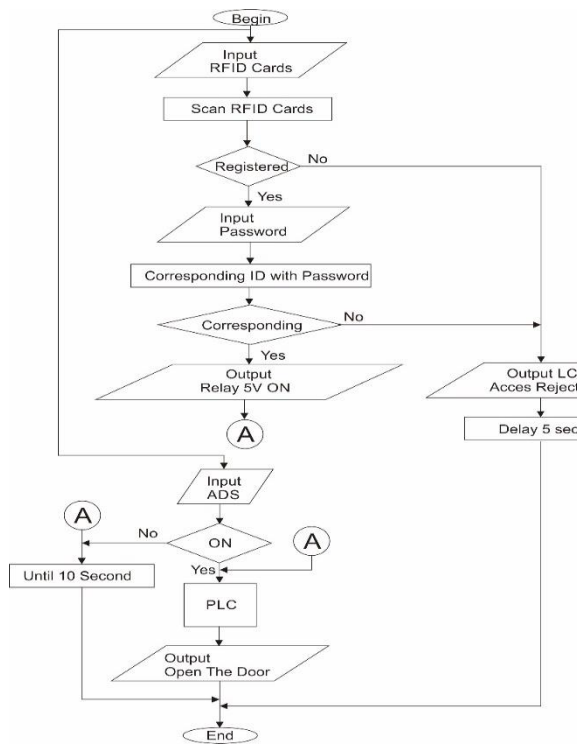 Begin
Input
RFID Cards
Scan RFID Cards
Registered
No
Yes
Input
Password
Corresponding ID with Password
Corresponding
No
Yes
Output
Relay 5V ON
Output LC
Acces Reject
A
Delay 5 sec
Input
ADS
A
No
ON
A
Yes
Until 10 Second
PLC
Output
Open The Door
End